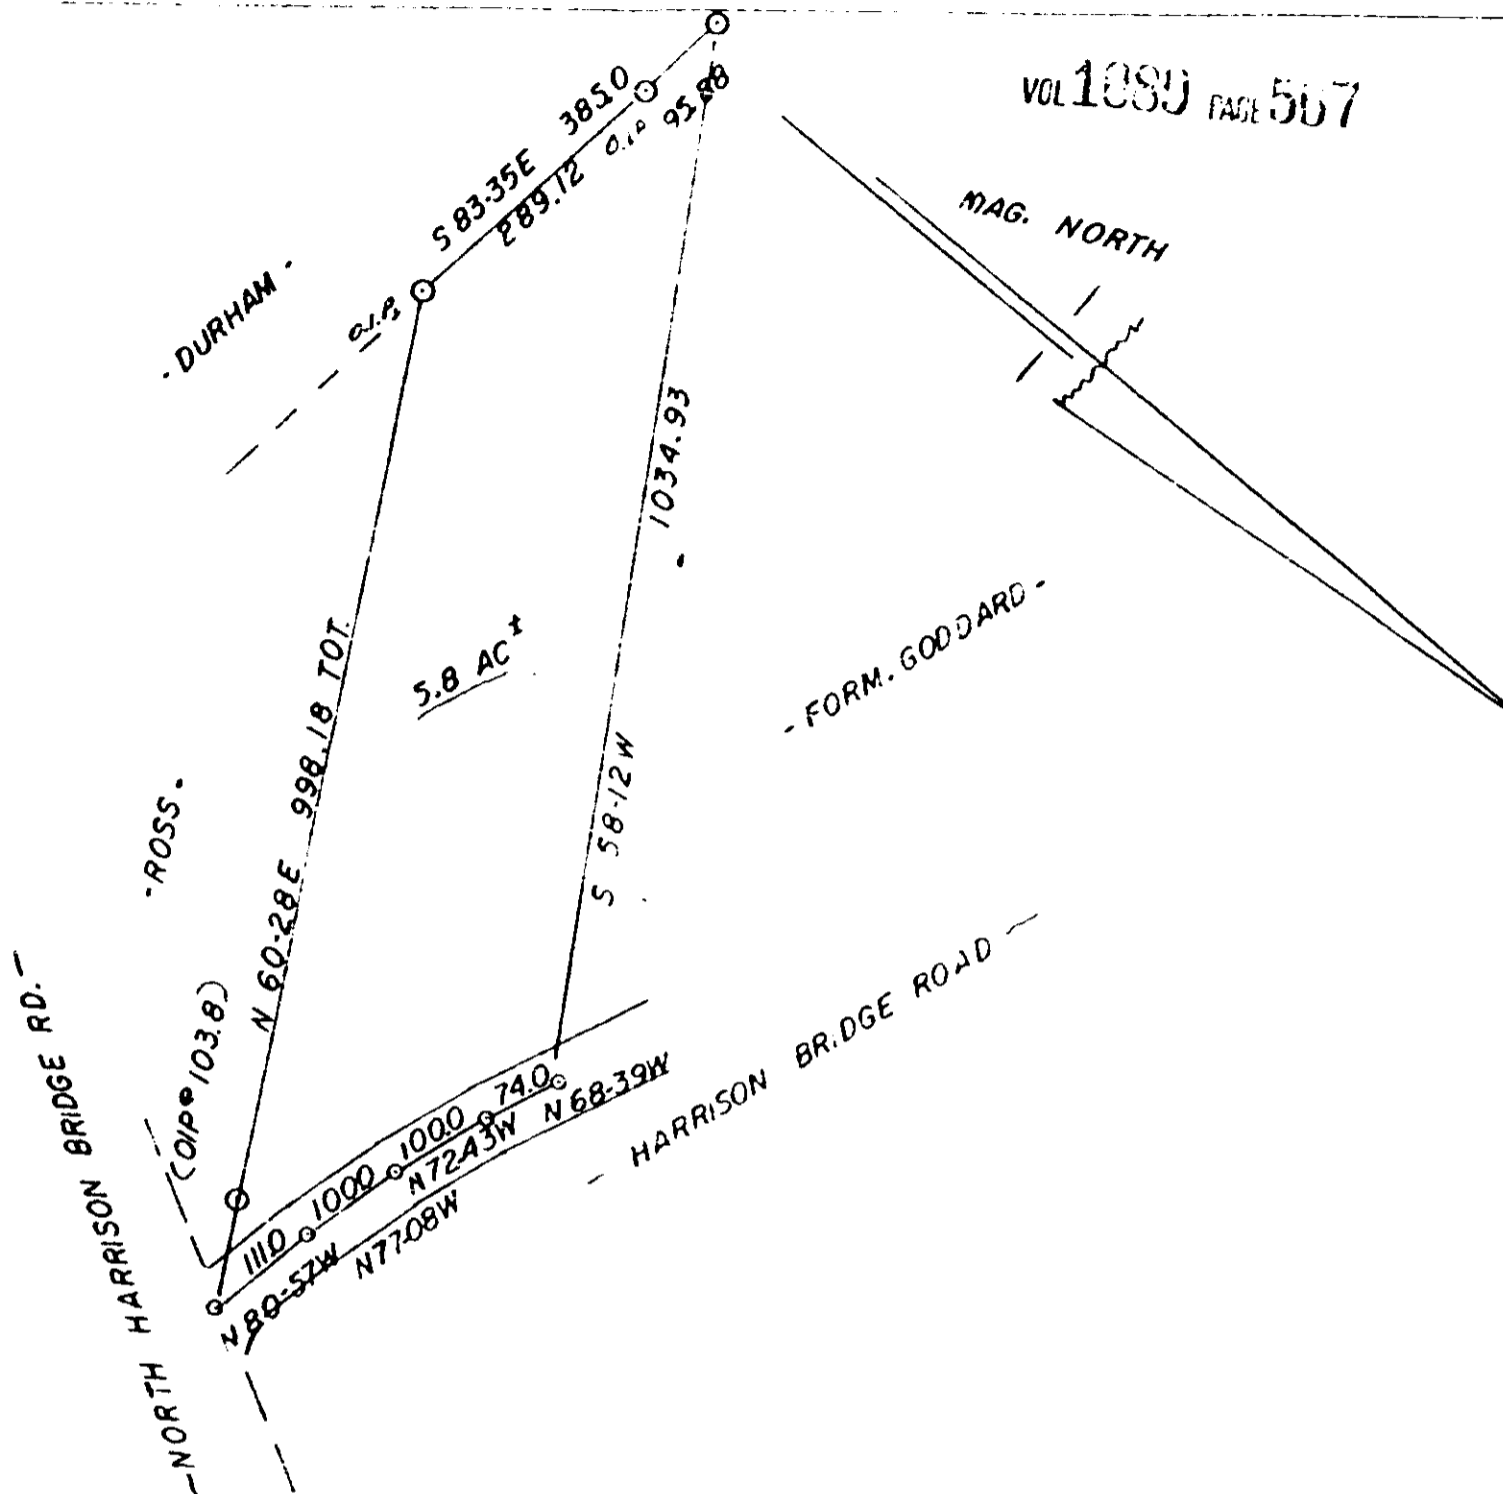 VOL 1089 PAGE 567
MAG. NORTH
S 83-35E 385.0
289.12 O.I.P. 95.88
O.I.P.
- DURHAM -
1034.93
5.8 AC ±
- FORM. GODDARD -
N 60-28E 998.18 TOT.
S 58-12W
- ROSS -
(OIP@103.8)
- NORTH HARRISON BRIDGE RD. -
- HARRISON BRIDGE ROAD -
74.0
N 68-39W
100.0
N 72-43W
100.0
N 77-08W
111.0
N 80-57W